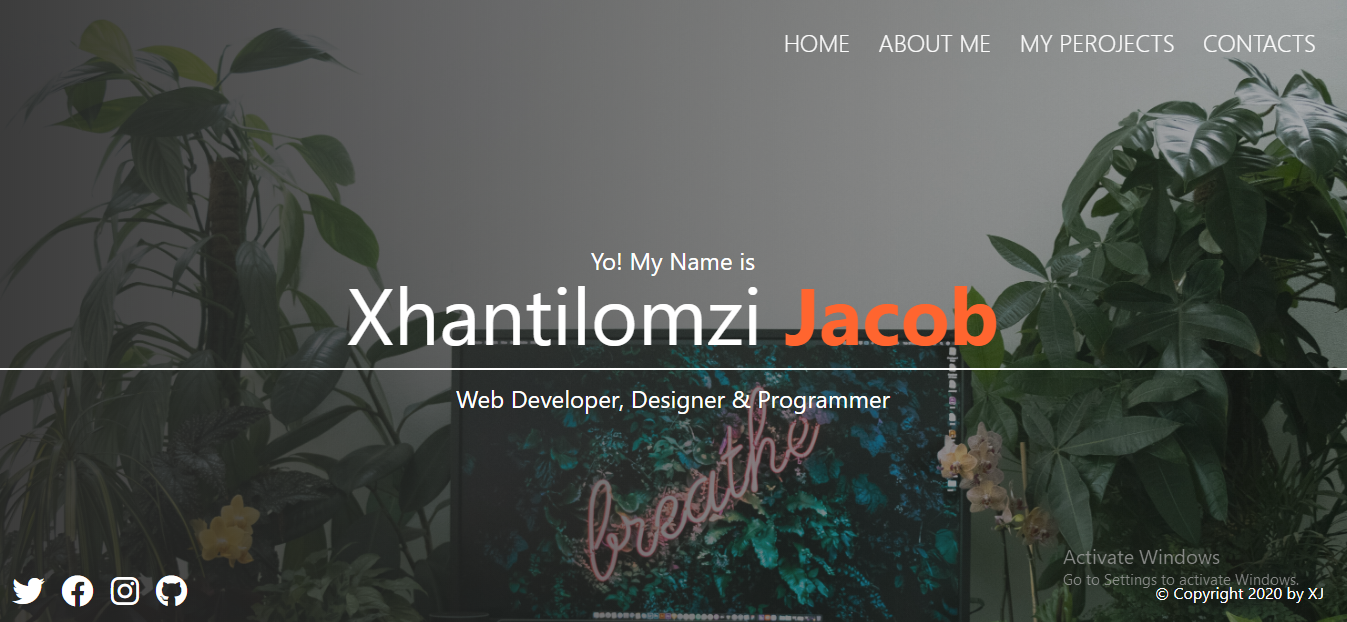 HOME ABOUT ME MY PEROJECTS CONTACTS
Yo! My Name is
Xhantilomzi Jacob
Web Developer, Designer & Programmer
breathe
Activate Windows
Go to Settings to activate Windows.
© Copyright 2020 by XJ